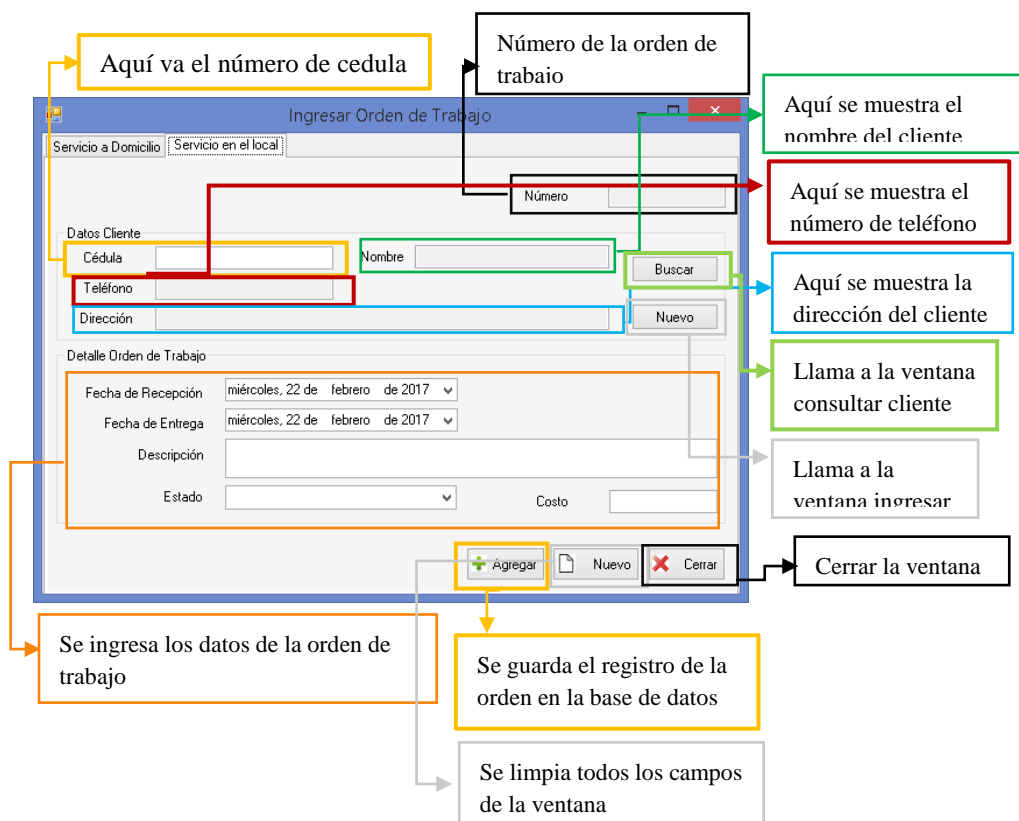 Aquí va el número de cedula
Número de la orden de
trabajo
Aquí se muestra el
nombre del cliente
Ingresar Orden de Trabajo
Servicio a Domicilio
Servicio en el local
Número
Aquí se muestra el
número de teléfono
Datos Cliente
Cédula
Nombre
Buscar
Teléfono
Dirección
Nuevo
Aquí se muestra la
dirección del cliente
Detalle Orden de Trabajo
Fecha de Recepción
miércoles, 22 de febrero de 2017
Fecha de Entrega
miércoles, 22 de febrero de 2017
Descripción
Estado
Costo
Llama a la ventana
consultar cliente
Llama a la
ventana ingresar
Agregar
Nuevo
Cerrar
Cerrar la ventana
Se ingresa los datos de la orden de
trabajo
Se guarda el registro de la
orden en la base de datos
Se limpia todos los campos
de la ventana